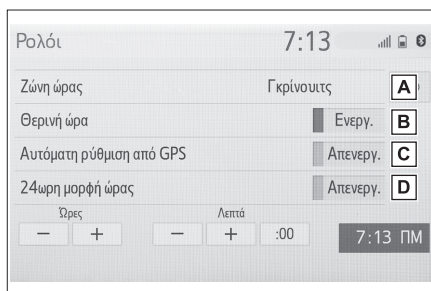 Ρολόι 7:13
Ζώνη ώρας Γκρίνουιτς A
Θερινή ώρα Ενεργ. B
Αυτόματη ρύθμιση από GPS Απενεργ. C
24ωρη μορφή ώρας Απενεργ. D
Ώρες Λεπτά
− + − + :00 7:13 ΠΜ